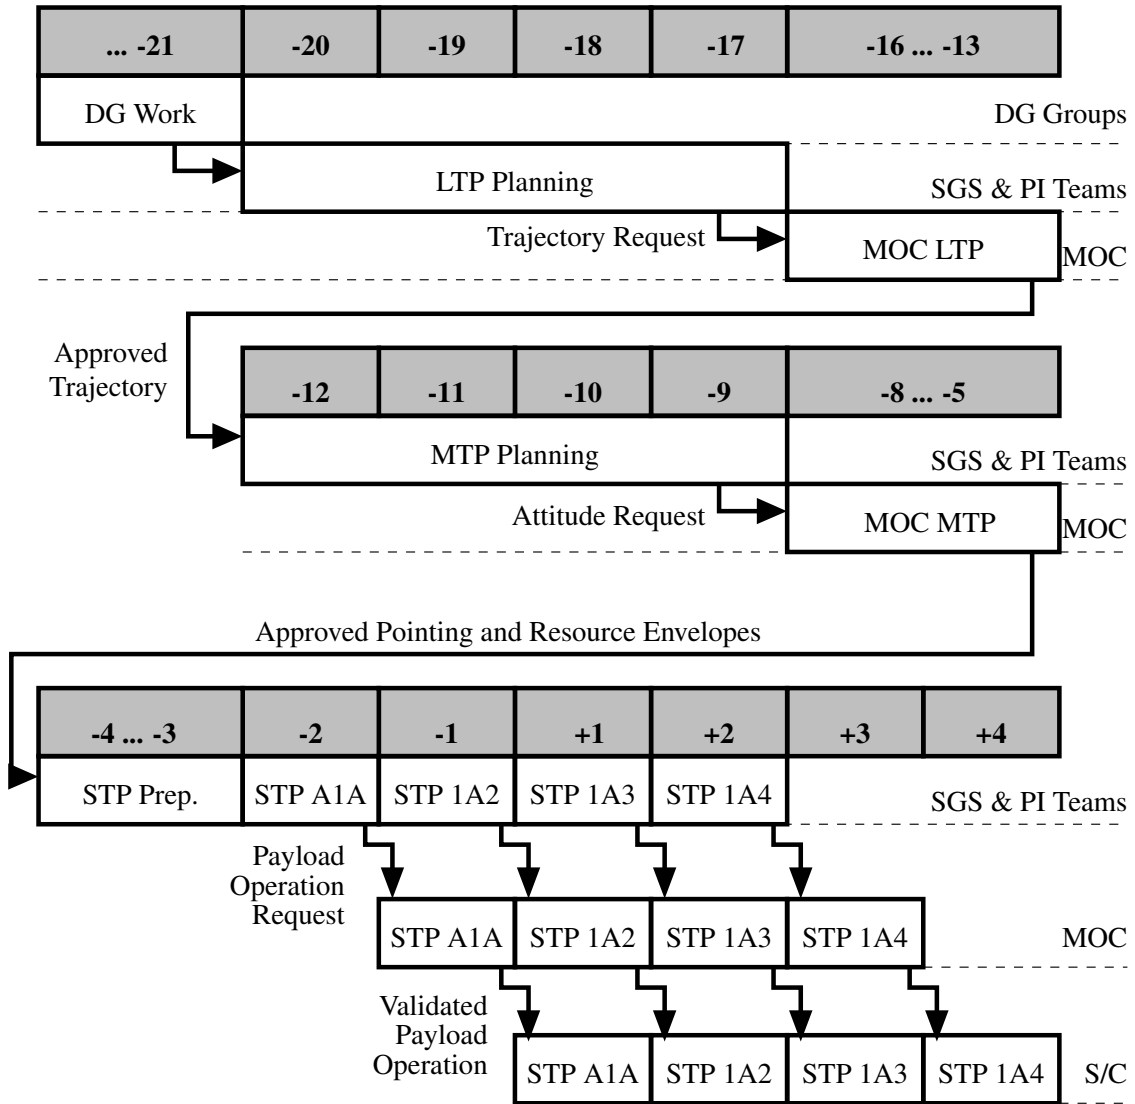 ... -21 -20 -19 -18 -17 -16 ... -13
DG Work
DG Groups
LTP Planning
SGS & PI Teams
Trajectory Request
MOC LTP
MOC
Approved
Trajectory
-12 -11 -10 -9 -8 ... -5
MTP Planning
SGS & PI Teams
Attitude Request
MOC MTP
MOC
Approved Pointing and Resource Envelopes
-4 ... -3 -2 -1 +1 +2 +3 +4
STP Prep. STP A1A STP 1A2 STP 1A3 STP 1A4
SGS & PI Teams
Payload
Operation
Request
STP A1A STP 1A2 STP 1A3 STP 1A4
MOC
Validated
Payload
Operation
STP A1A STP 1A2 STP 1A3 STP 1A4
S/C